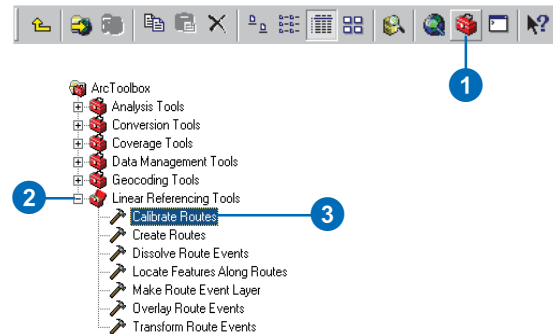 1
ArcToolbox
Analysis Tools
Conversion Tools
Coverage Tools
Data Management Tools
Geocoding Tools
2 Linear Referencing Tools
Calibrate Routes 3
Create Routes
Dissolve Route Events
Locate Features Along Routes
Make Route Event Layer
Overlay Route Events
Transform Route Events